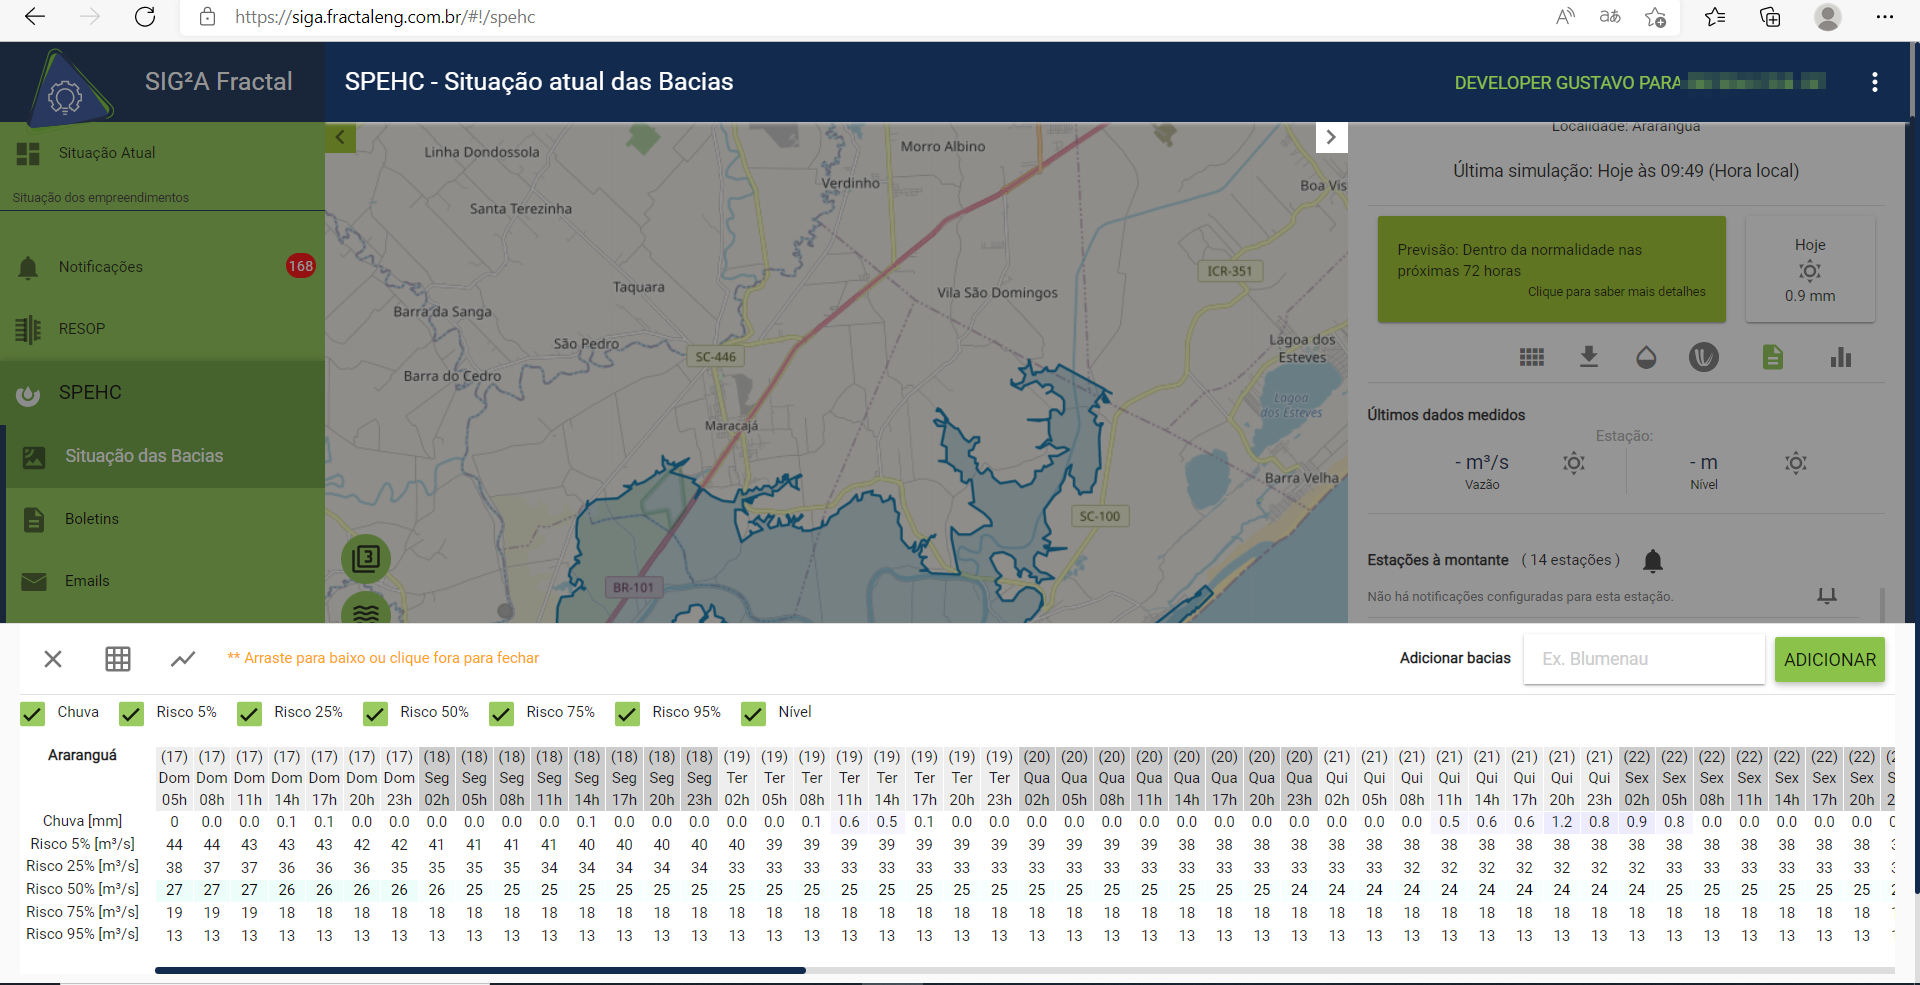 https://siga.fractaleng.com.br/#!/spehc
SIG²A Fractal
SPEHC - Situação atual das Bacias
DEVELOPER GUSTAVO PARA
Situação Atual
Situação dos empreendimentos
Notificações
168
RESOP
SPEHC
Situação das Bacias
Boletins
Emails
Linha Dondossola
Morro Albino
Verdinho
Boa Vis
Santa Terezinha
ICR-351
Taquara
Vila São Domingos
Barra da Sanga
São Pedro
SC-446
Lagoa dos
Esteves
Barra do Cedro
Lagoa
dos Esteves
Maracajá
Barra Velha
SC-100
BR-101
3
Localidade: Araranguá
Última simulação: Hoje às 09:49 (Hora local)
Previsão: Dentro da normalidade nas
próximas 72 horas
Clique para saber mais detalhes
Hoje
0.9 mm
Últimos dados medidos
Estação:
- m³/s
Vazão
- m
Nível
Estações à montante ( 14 estações )
Não há notificações configuradas para esta estação.
** Arraste para baixo ou clique fora para fechar
Adicionar bacias
Ex. Blumenau
ADICIONAR
Chuva Risco 5% Risco 25% Risco 50% Risco 75% Risco 95% Nível
Araranguá (17) (17) (17) (17) (17) (17) (17) (18) (18) (18) (18) (18) (18) (18) (18) (19) (19) (19) (19) (19) (19) (19) (19) (20) (20) (20) (20) (20) (20) (20) (20) (21) (21) (21) (21) (21) (21) (21) (21) (22) (22) (22) (22) (22) (22) (22)
Dom Dom Dom Dom Dom Dom Dom Seg Seg Seg Seg Seg Seg Seg Seg Ter Ter Ter Ter Ter Ter Ter Ter Qua Qua Qua Qua Qua Qua Qua Qua Qui Qui Qui Qui Qui Qui Qui Qui Sex Sex Sex Sex Sex Sex Sex
05h 08h 11h 14h 17h 20h 23h 02h 05h 08h 11h 14h 17h 20h 23h 02h 05h 08h 11h 14h 17h 20h 23h 02h 05h 08h 11h 14h 17h 20h 23h 02h 05h 08h 11h 14h 17h 20h 23h 02h 05h 08h 11h 14h 17h 20h
Chuva [mm] 0 0.0 0.0 0.1 0.1 0.0 0.0 0.0 0.0 0.0 0.0 0.1 0.0 0.0 0.0 0.0 0.0 0.1 0.6 0.5 0.1 0.0 0.0 0.0 0.0 0.0 0.0 0.0 0.0 0.0 0.0 0.0 0.0 0.0 0.5 0.6 0.6 1.2 0.8 0.9 0.8 0.0 0.0 0.0 0.0 0.0
Risco 5% [m³/s] 44 44 43 43 43 42 42 41 41 41 41 40 40 40 40 40 39 39 39 39 39 39 39 39 39 39 39 38 38 38 38 38 38 38 38 38 38 38 38 38 38 38 38 38 38 38
Risco 25% [m³/s] 38 37 37 36 36 36 35 35 35 35 34 34 34 34 34 33 33 33 33 33 33 33 33 33 33 33 33 33 33 33 33 33 33 32 32 32 32 32 32 32 33 33 33 33 33 33
Risco 50% [m³/s] 27 27 27 26 26 26 26 26 25 25 25 25 25 25 25 25 25 25 25 25 25 25 25 25 25 25 25 25 25 25 24 24 24 24 24 24 24 24 24 24 25 25 25 25 25 25
Risco 75% [m³/s] 19 19 19 18 18 18 18 18 18 18 18 18 18 18 18 18 18 18 18 18 18 18 18 18 18 18 18 18 18 18 18 18 18 18 18 18 18 18 18 18 18 18 18 18 18 18
Risco 95% [m³/s] 13 13 13 13 13 13 13 13 13 13 13 13 13 13 13 13 13 13 13 13 13 13 13 13 13 13 13 13 13 13 13 13 13 13 13 13 13 13 13 13 13 13 13 13 13 13